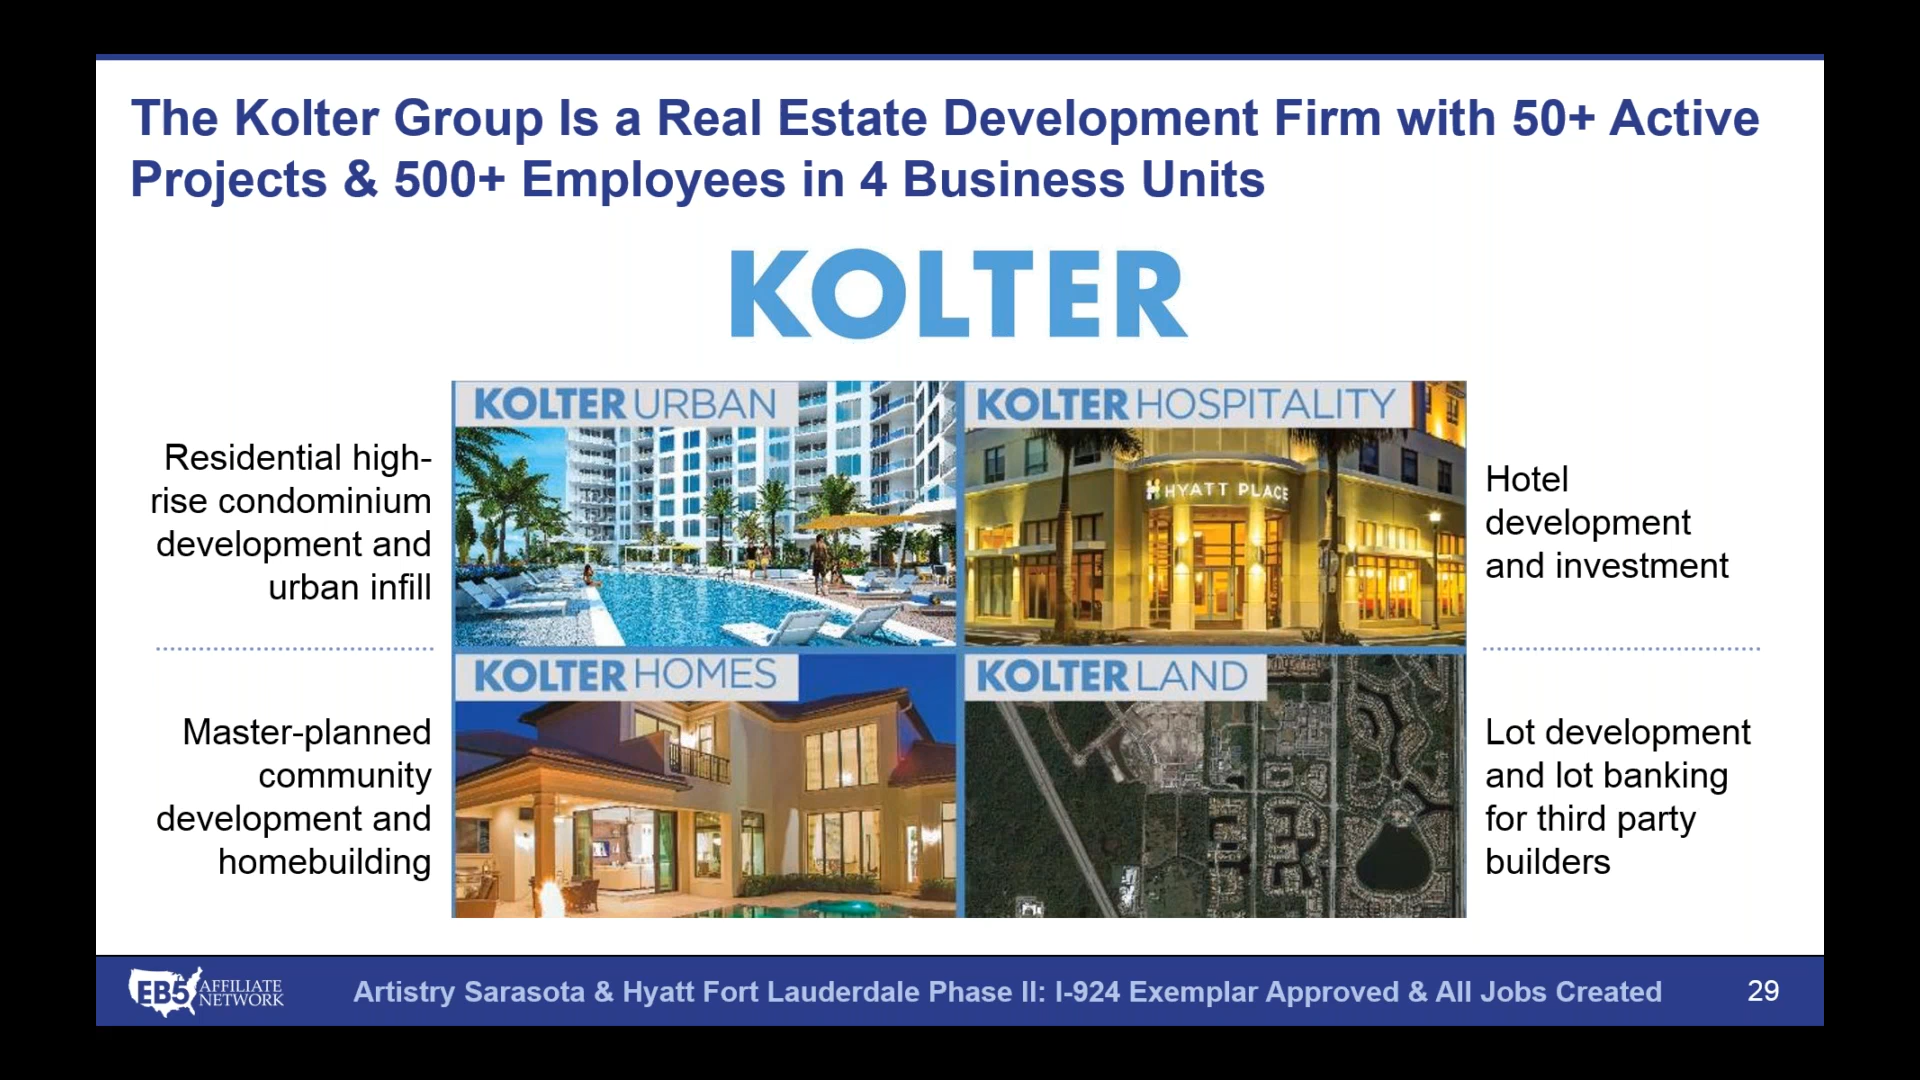 The Kolter Group Is a Real Estate Development Firm with 50+ Active
Projects & 500+ Employees in 4 Business Units
KOLTER
KOLTER URBAN
KOLTER HOSPITALITY
Residential high-
rise condominium
development and
urban infill
HYATT PLACE
Hotel
development
and investment
KOLTER HOMES
KOLTER LAND
Master-planned
community
development and
homebuilding
Lot development
and lot banking
for third party
builders
EB5 AFFILIATE
NETWORK
Artistry Sarasota & Hyatt Fort Lauderdale Phase II: I-924 Exemplar Approved & All Jobs Created
29